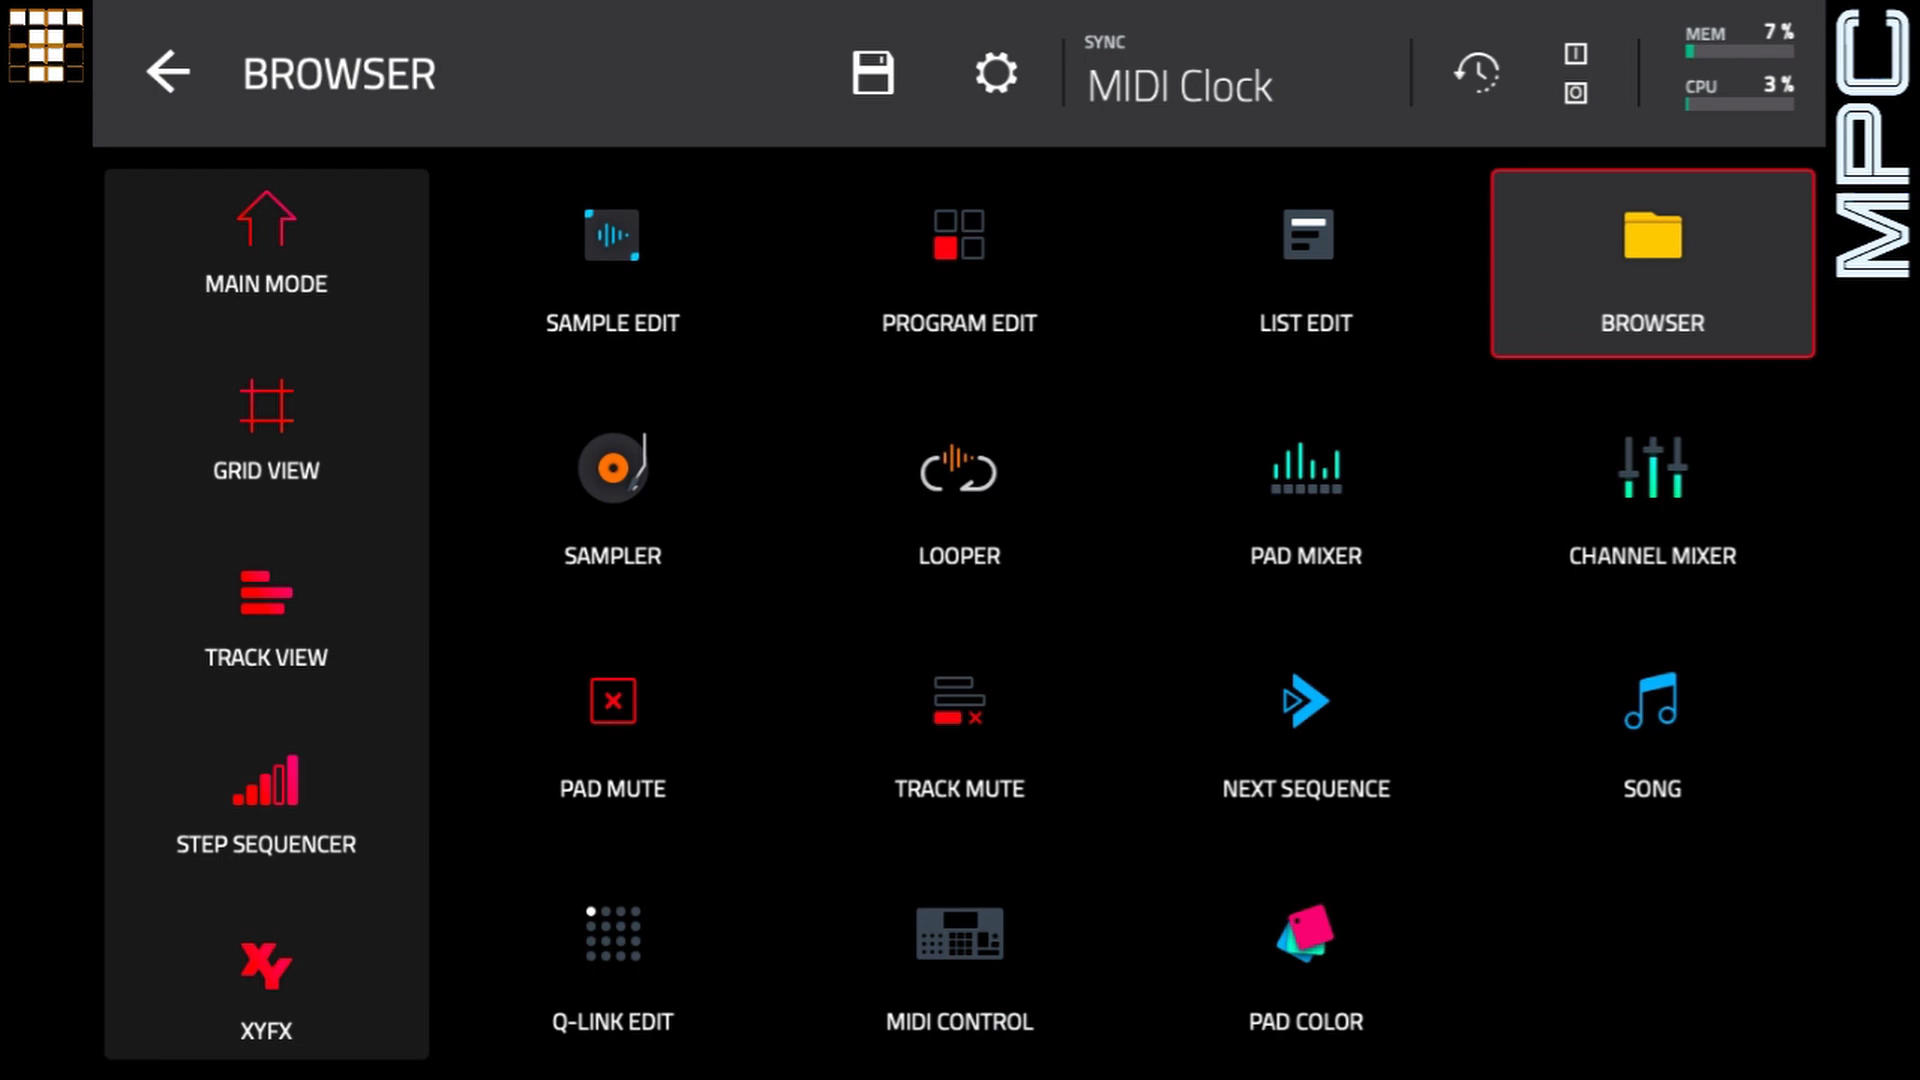 BROWSER
SYNC
MIDI Clock
MEM 7 %
CPU 3 %
MPC
MAIN MODE
GRID VIEW
TRACK VIEW
STEP SEQUENCER
XYFX
SAMPLE EDIT
PROGRAM EDIT
LIST EDIT
BROWSER
SAMPLER
LOOPER
PAD MIXER
CHANNEL MIXER
PAD MUTE
TRACK MUTE
NEXT SEQUENCE
SONG
Q-LINK EDIT
MIDI CONTROL
PAD COLOR